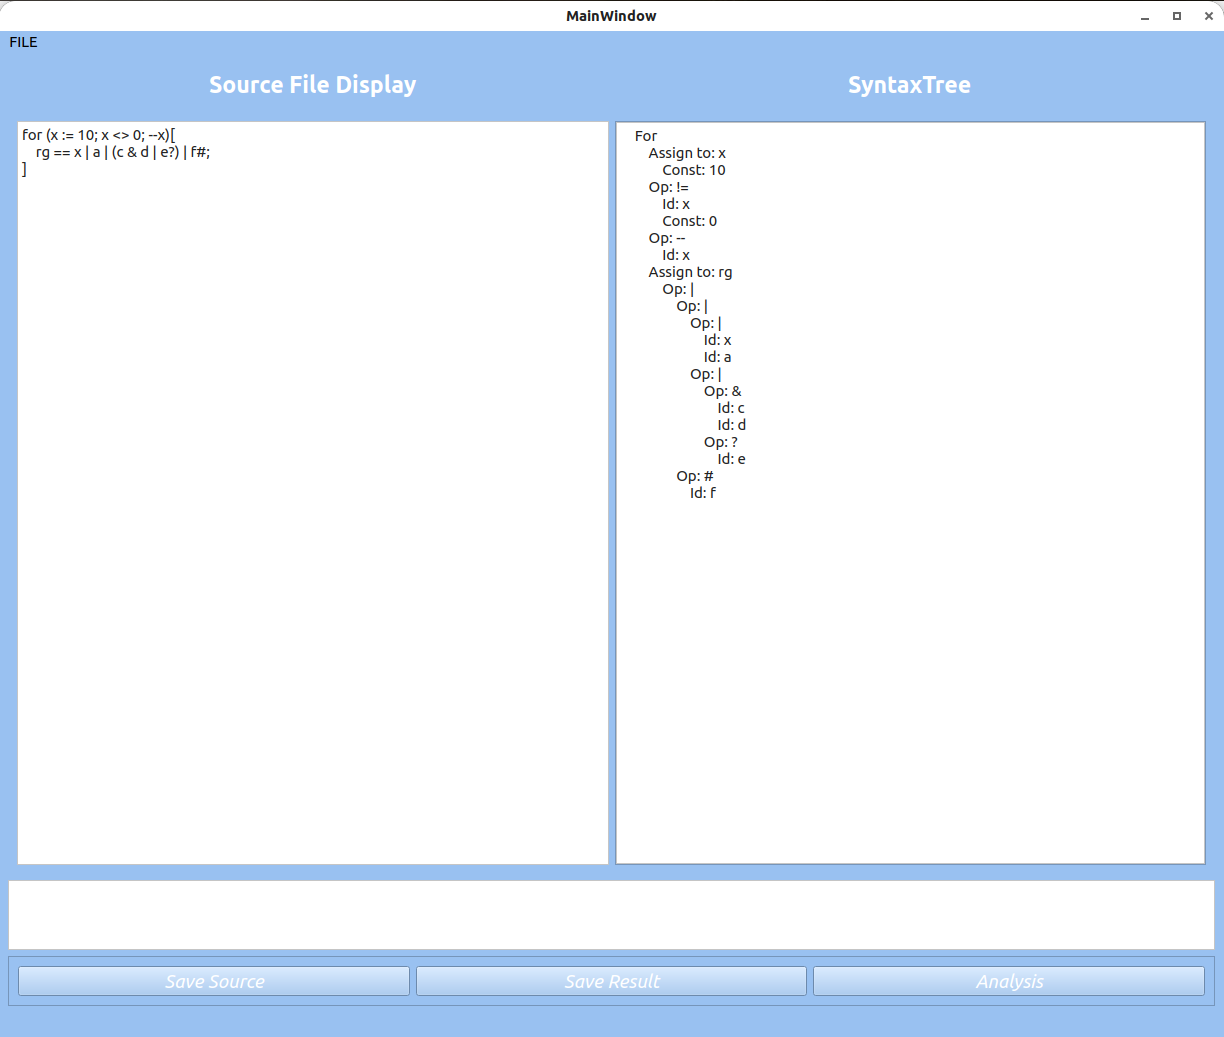 MainWindow
FILE
Source File Display
SyntaxTree
for (x := 10; x <> 0; --x)[
    rg == x | a | (c & d | e?) | f#;
]
For
    Assign to: x
        Const: 10
    Op: !=
        Id: x
        Const: 0
    Op: --
        Id: x
    Assign to: rg
        Op: |
            Op: |
                Op: |
                    Id: x
                    Id: a
                Op: |
                    Op: &
                        Id: c
                        Id: d
                    Op: ?
                        Id: e
            Op: #
                Id: f
Save Source
Save Result
Analysis